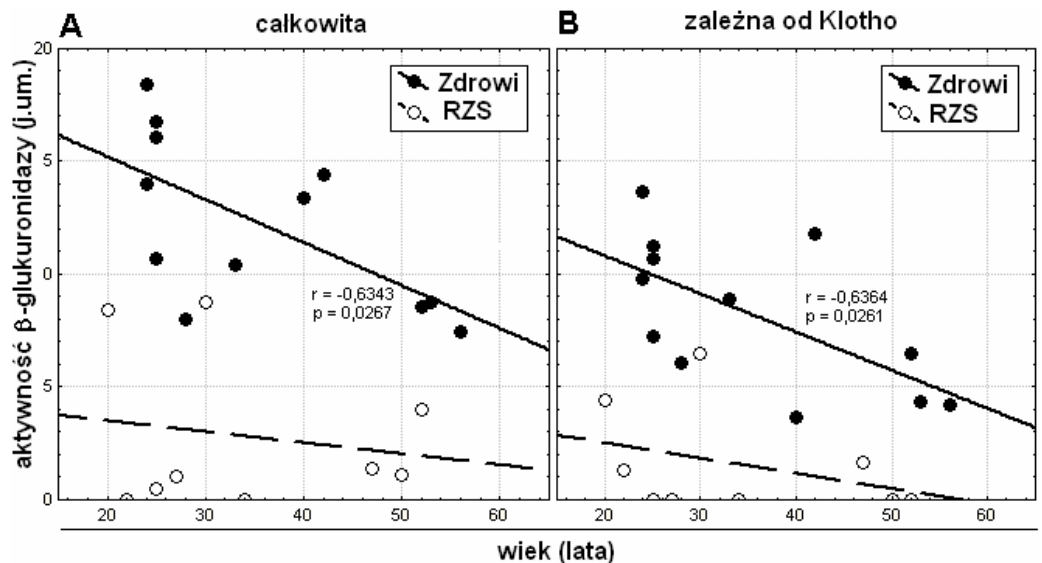 A
całkowita
B
zależna od Klotho
aktywność β-glukuronidazy (j.um.)
20
5
0
5
0
Zdrowi
RZS
r = -0,6343
p = 0,0267
20 30 40 50 60
Zdrowi
RZS
r = -0,6364
p = 0,0261
20 30 40 50 60
wiek (lata)